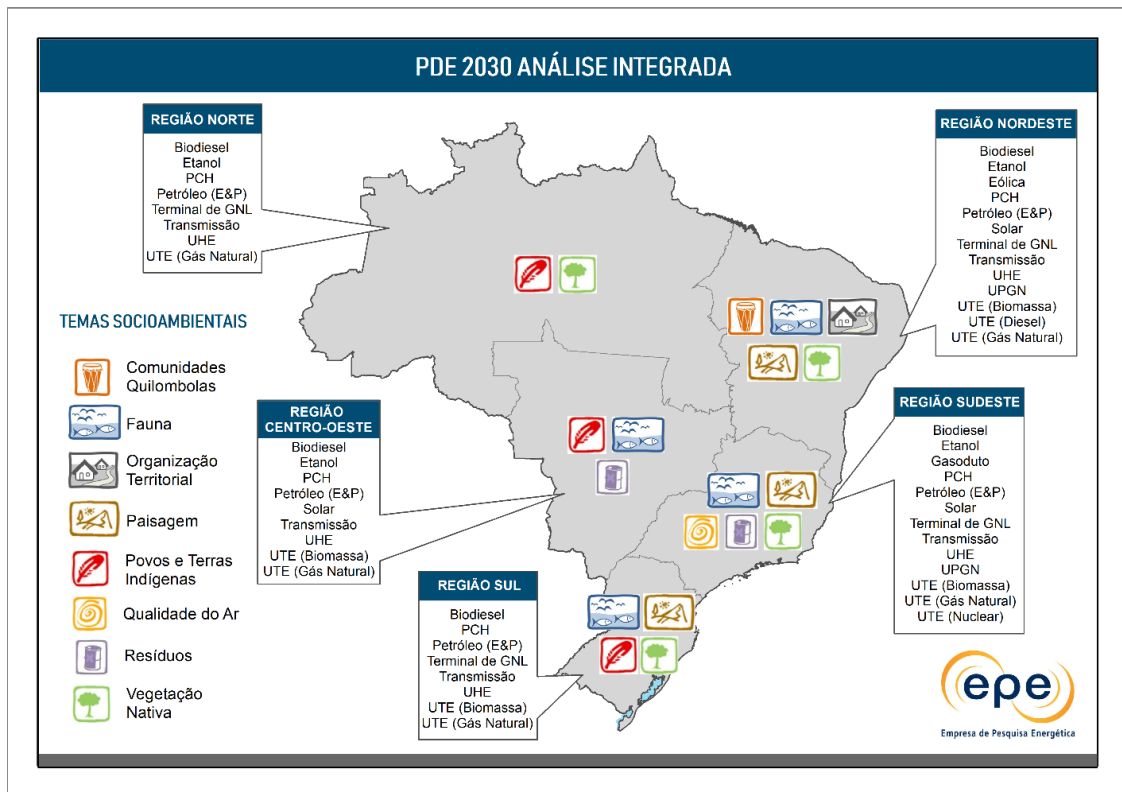 PDE 2030 ANÁLISE INTEGRADA
REGIÃO NORTE
Biodiesel
Etanol
PCH
Petróleo (E&P)
Terminal de GNL
Transmissão
UHE
UTE (Gás Natural)
REGIÃO NORDESTE
Biodiesel
Etanol
Eólica
PCH
Petróleo (E&P)
Solar
Terminal de GNL
Transmissão
UHE
UPGN
UTE (Biomassa)
UTE (Diesel)
UTE (Gás Natural)
TEMAS SOCIOAMBIENTAIS
Comunidades
Quilombolas
Fauna
Organização
Territorial
Paisagem
Povos e Terras
Indígenas
Qualidade do Ar
Resíduos
Vegetação
Nativa
REGIÃO
CENTRO-OESTE
Biodiesel
Etanol
PCH
Petróleo (E&P)
Solar
Transmissão
UHE
UTE (Biomassa)
UTE (Gás Natural)
REGIÃO SUDESTE
Biodiesel
Etanol
Gasoduto
PCH
Petróleo (E&P)
Solar
Terminal de GNL
Transmissão
UHE
UPGN
UTE (Biomassa)
UTE (Gás Natural)
UTE (Nuclear)
REGIÃO SUL
Biodiesel
PCH
Petróleo (E&P)
Terminal de GNL
Transmissão
UHE
UTE (Biomassa)
UTE (Gás Natural)
epe
Empresa de Pesquisa Energética